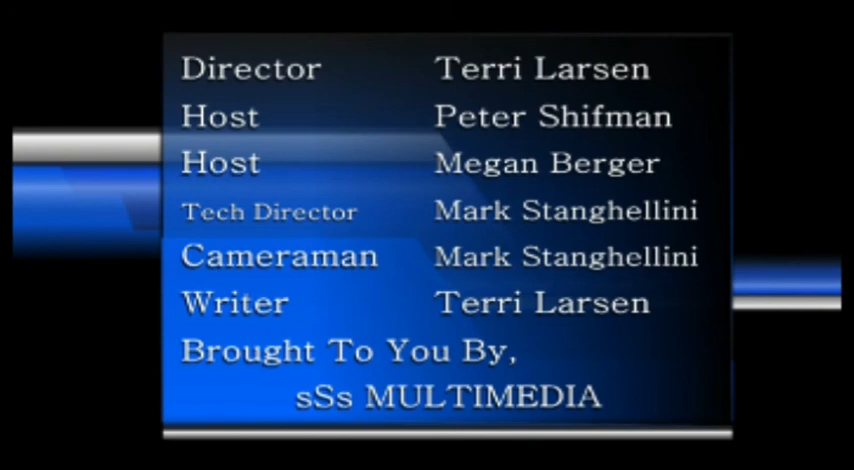 Director Terri Larsen
Host Peter Shifman
Host Megan Berger
Tech Director Mark Stanghellini
Cameraman Mark Stanghellini
Writer Terri Larsen
Brought To You By,
sSs MULTIMEDIA